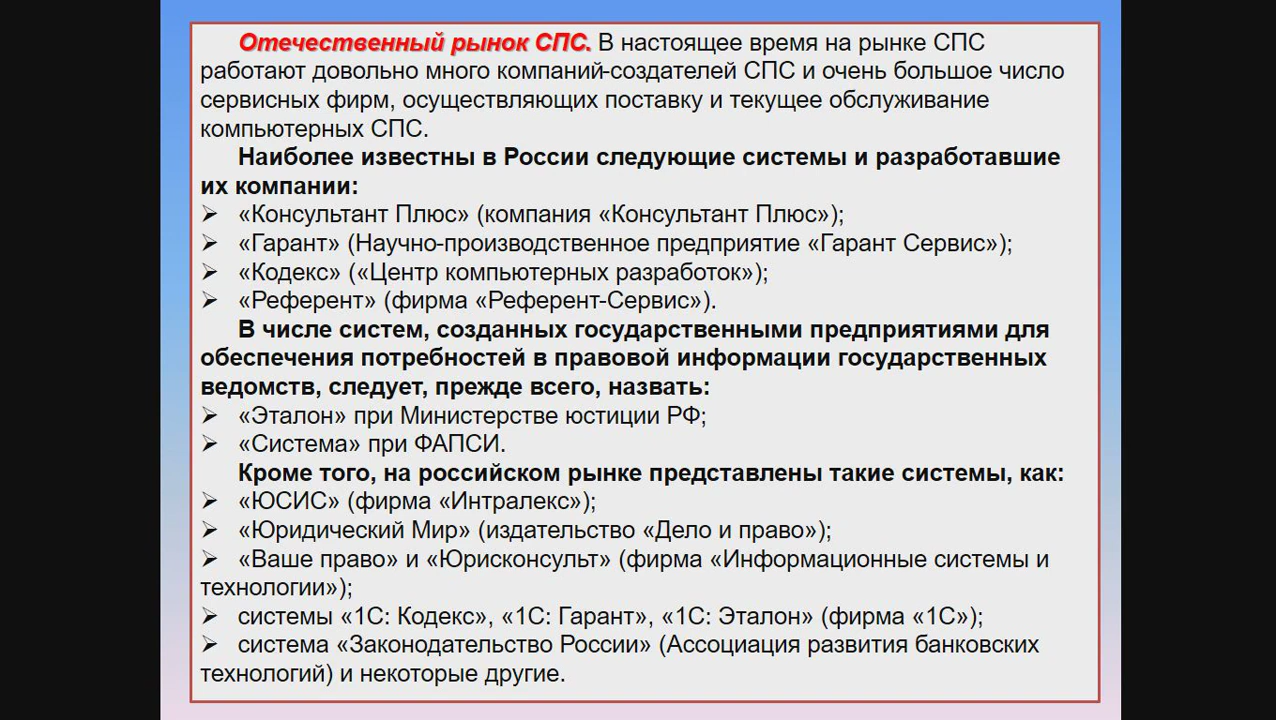 Отечественный рынок СПС. В настоящее время на рынке СПС
работают довольно много компаний-создателей СПС и очень большое число
сервисных фирм, осуществляющих поставку и текущее обслуживание
компьютерных СПС.
Наиболее известны в России следующие системы и разработавшие
их компании:
➢ «Консультант Плюс» (компания «Консультант Плюс»);
➢ «Гарант» (Научно-производственное предприятие «Гарант Сервис»);
➢ «Кодекс» («Центр компьютерных разработок»);
➢ «Референт» (фирма «Референт-Сервис»).
В числе систем, созданных государственными предприятиями для
обеспечения потребностей в правовой информации государственных
ведомств, следует, прежде всего, назвать:
➢ «Эталон» при Министерстве юстиции РФ;
➢ «Система» при ФАПСИ.
Кроме того, на российском рынке представлены такие системы, как:
➢ «ЮСИС» (фирма «Интралекс»);
➢ «Юридический Мир» (издательство «Дело и право»);
➢ «Ваше право» и «Юрисконсульт» (фирма «Информационные системы и
технологии»);
➢ системы «1С: Кодекс», «1С: Гарант», «1С: Эталон» (фирма «1С»);
➢ система «Законодательство России» (Ассоциация развития банковских
технологий) и некоторые другие.